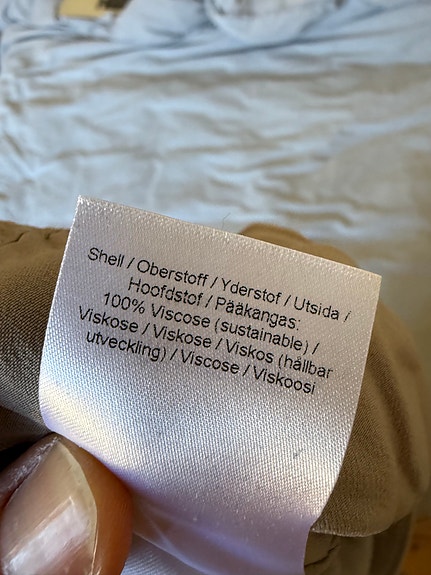 Shell / Oberstoff / Yderstof / Utsida /
Hoofdstof / Pääkangas:
100% Viscose (sustainable) /
Viskose / Viskose / Viskos (hållbar
utveckling) / Viscose / Viskoosi